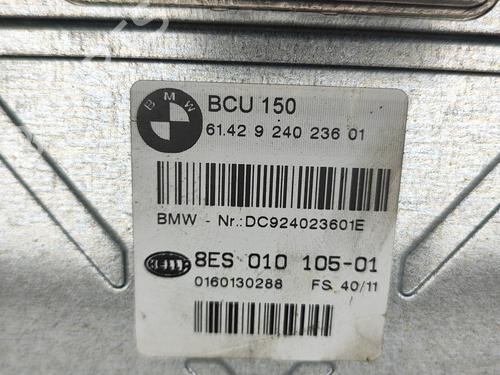 BMW
BCU 150
61.42 9 240 236 01
BMW - Nr.:DC924023601E
HELLA
8ES 010 105-01
0160130288 FS 40/11